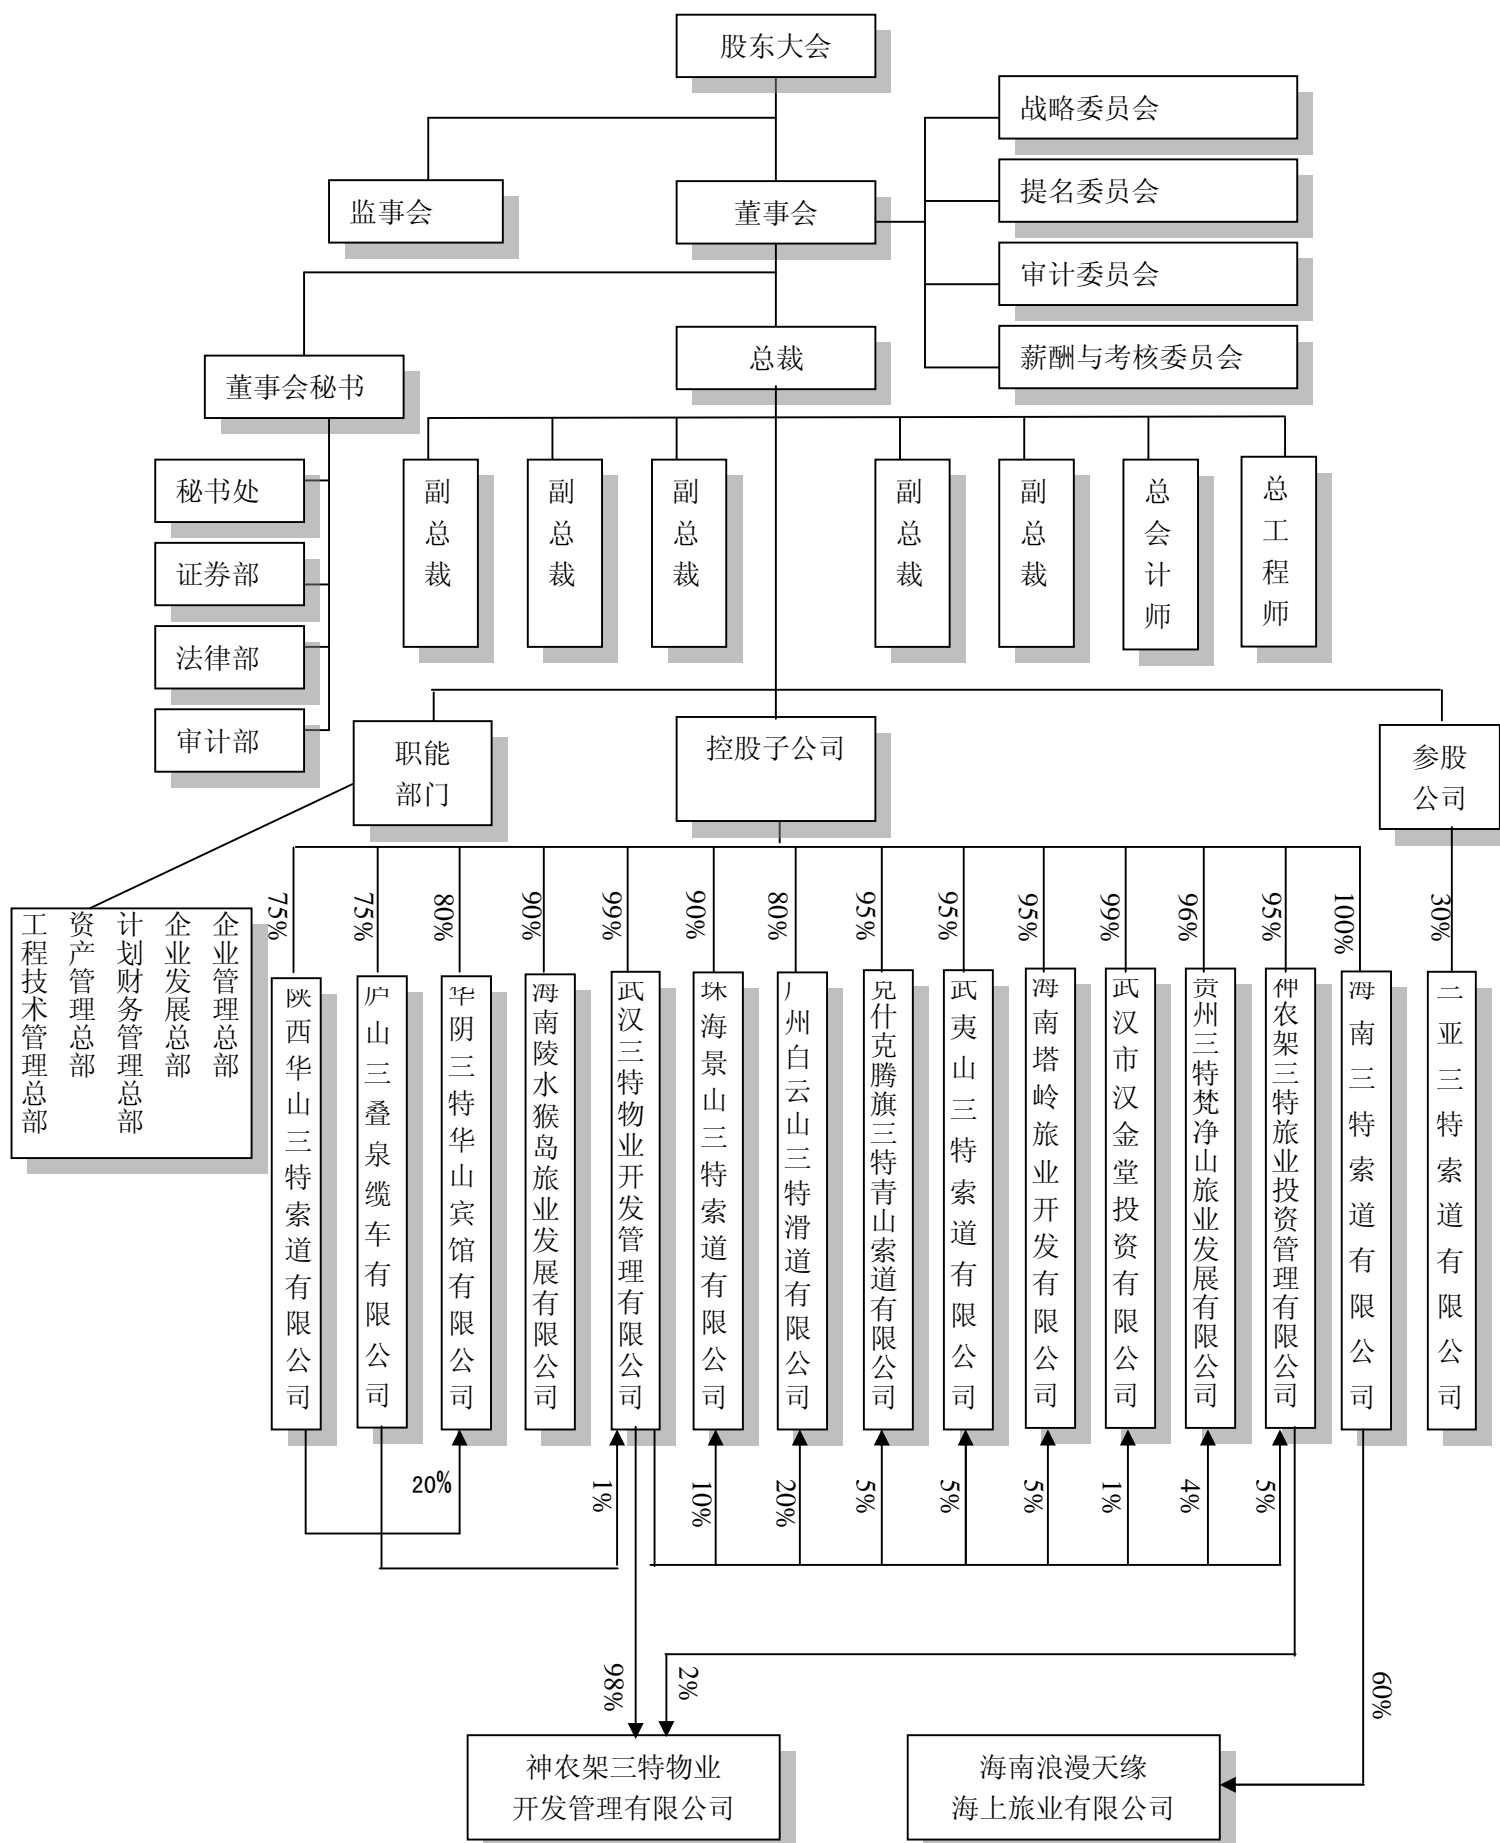 股东大会
战略委员会
提名委员会
监事会
董事会
审计委员会
总裁
薪酬与考核委员会
董事会秘书
秘书处
证券部
法律部
审计部
副总裁
副总裁
副总裁
副总裁
副总裁
总会计师
总工程师
职能
部门
控股子公司
参股
公司
75%
75%
80%
90%
99%
90%
80%
95%
95%
95%
99%
96%
95%
100%
30%
工程技术管理总部
资产管理总部
计划财务管理总部
企业发展总部
企业管理总部
陕西华山三特索道有限公司
庐山三叠泉缆车有限公司
华阴三特华山宾馆有限公司
海南陵水猴岛旅业发展有限公司
武汉三特物业开发管理有限公司
珠海景山三特索道有限公司
广州白云山三特滑道有限公司
克什克腾旗三特青山索道有限公司
武夷山三特索道有限公司
海南塔岭旅业开发有限公司
武汉市汉金堂投资有限公司
贵州三特梵净山旅业发展有限公司
神农架三特旅业投资管理有限公司
海南三特索道有限公司
三亚三特索道有限公司
20%
1%
10%
20%
5%
5%
5%
1%
4%
5%
98%
2%
60%
神农架三特物业
开发管理有限公司
海南浪漫天缘
海上旅业有限公司